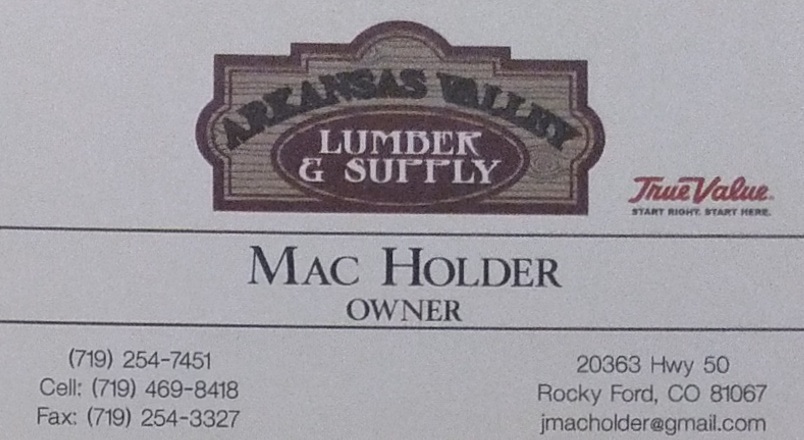 ARKANSAS VALLEY
LUMBER
& SUPPLY
True Value.
START RIGHT. START HERE.
MAC HOLDER
OWNER
(719) 254-7451
Cell: (719) 469-8418
Fax: (719) 254-3327
20363 Hwy 50
Rocky Ford, CO 81067
jmacholder@gmail.com